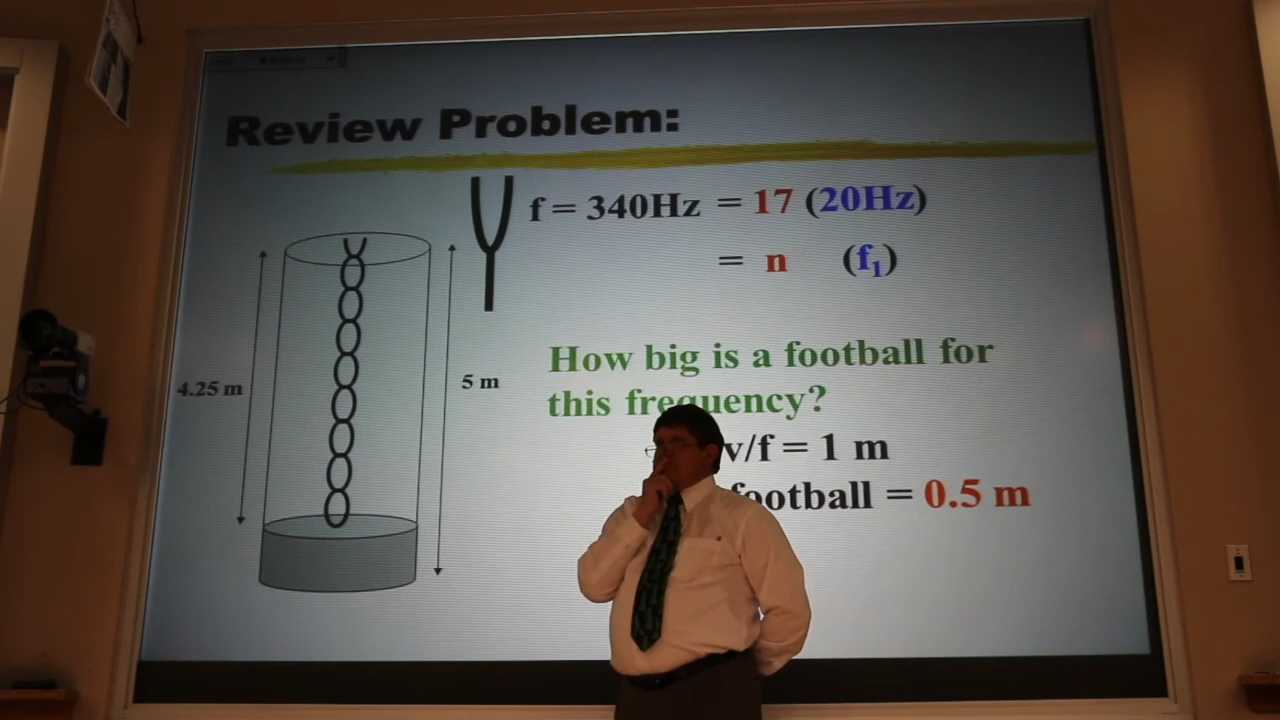 Review Problem:
f = 340Hz = 17 (20Hz)
= n (f₁)
4.25 m
5 m
How big is a football for
this frequency?
v/f = 1 m
football = 0.5 m